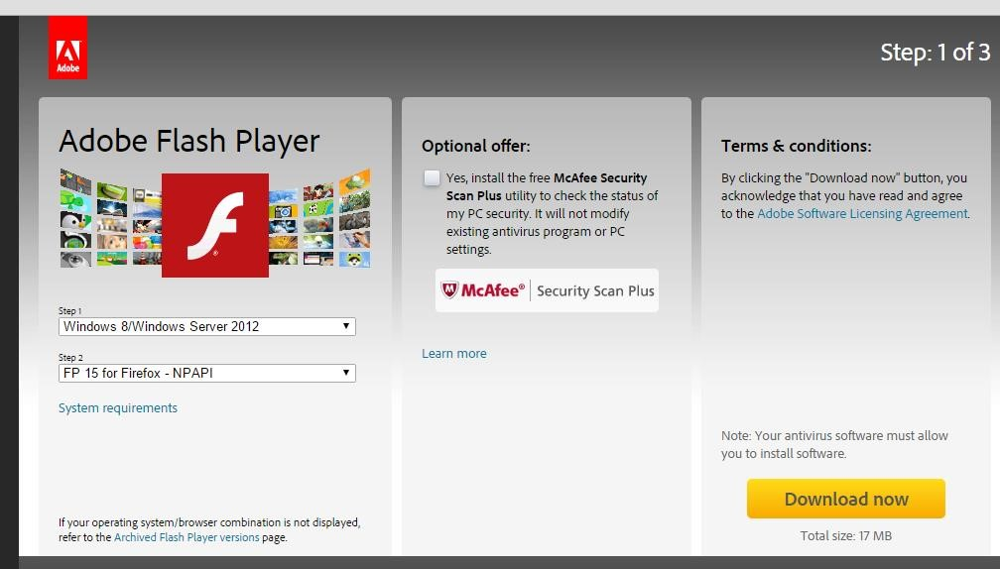 Adobe
Step: 1 of 3
Adobe Flash Player
Step 1
Windows 8/Windows Server 2012
Step 2
FP 15 for Firefox - NPAPI
System requirements
If your operating system/browser combination is not displayed,
refer to the Archived Flash Player versions page.
Optional offer:
Yes, install the free McAfee Security
Scan Plus utility to check the status of
my PC security. It will not modify
existing antivirus program or PC
settings.
McAfee® Security Scan Plus
Learn more
Terms & conditions:
By clicking the "Download now" button, you
acknowledge that you have read and agree
to the Adobe Software Licensing Agreement.
Note: Your antivirus software must allow
you to install software.
Download now
Total size: 17 MB